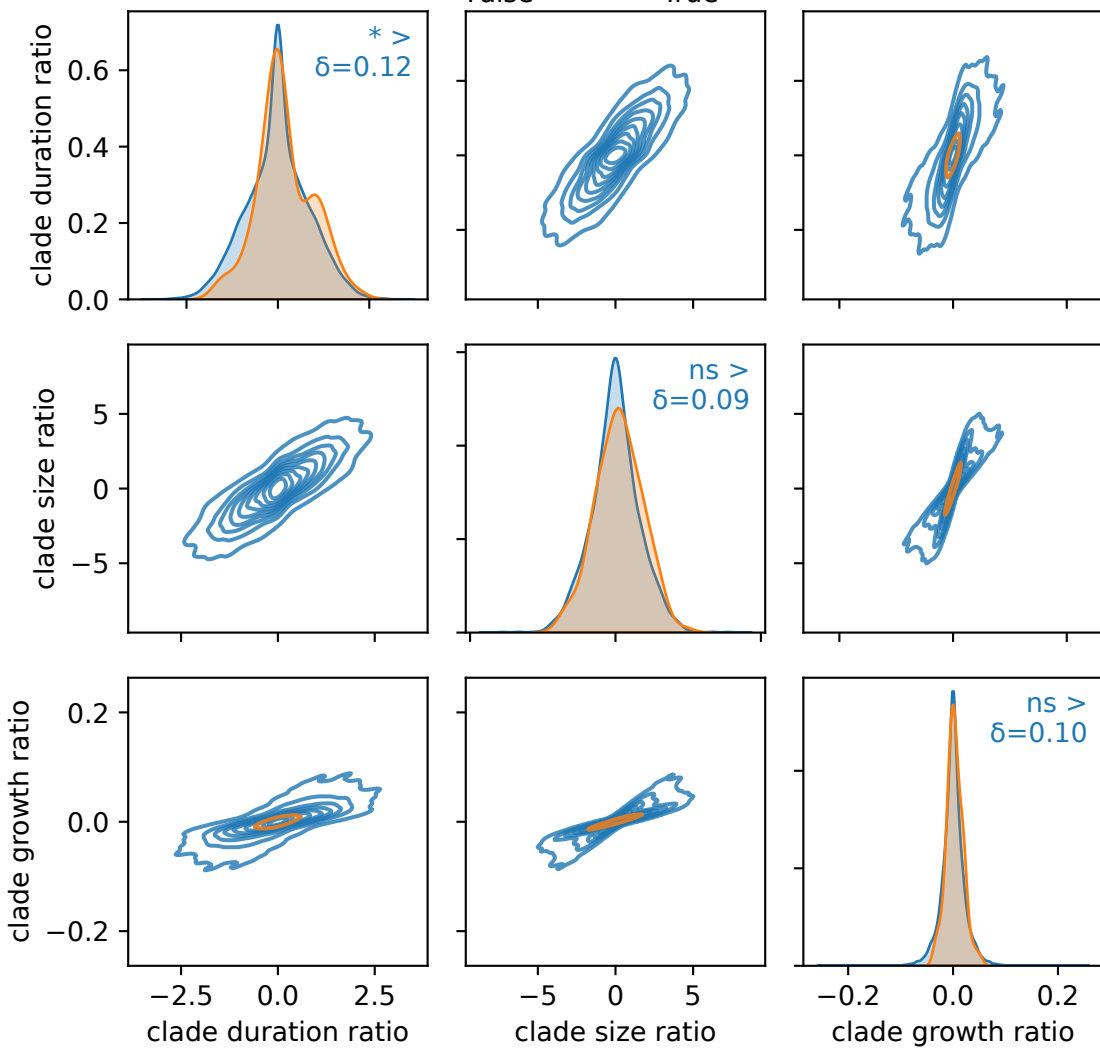 clade duration ratio
0.6
0.4
0.2
0.0
* >
δ=0.12
clade size ratio
5
0
−5
ns >
δ=0.09
clade growth ratio
0.2
0.0
−0.2
ns >
δ=0.10
−2.5 0.0 2.5
−5 0 5
−0.2 0.0 0.2
clade duration ratio
clade size ratio
clade growth ratio